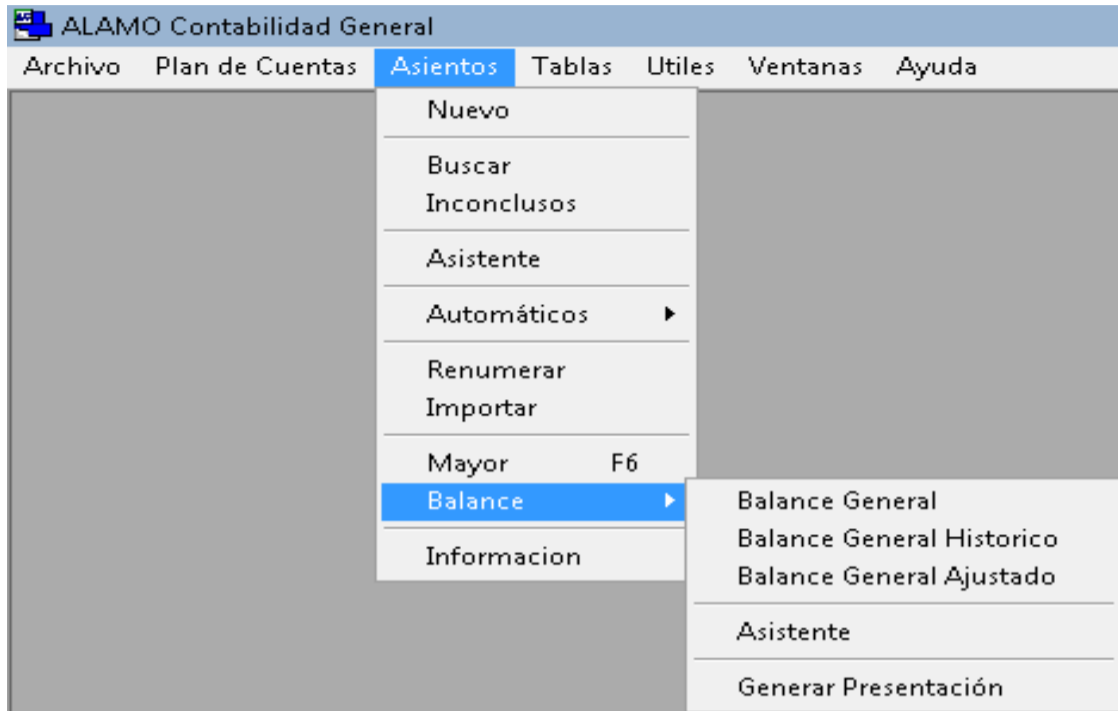 ALAMO Contabilidad General
Archivo Plan de Cuentas Asientos Tablas Utiles Ventanas Ayuda
Nuevo
Buscar
Inconclusos
Asistente
Automáticos
Renumerar
Importar
Mayor F6
Balance
Informacion
Balance General
Balance General Historico
Balance General Ajustado
Asistente
Generar Presentación